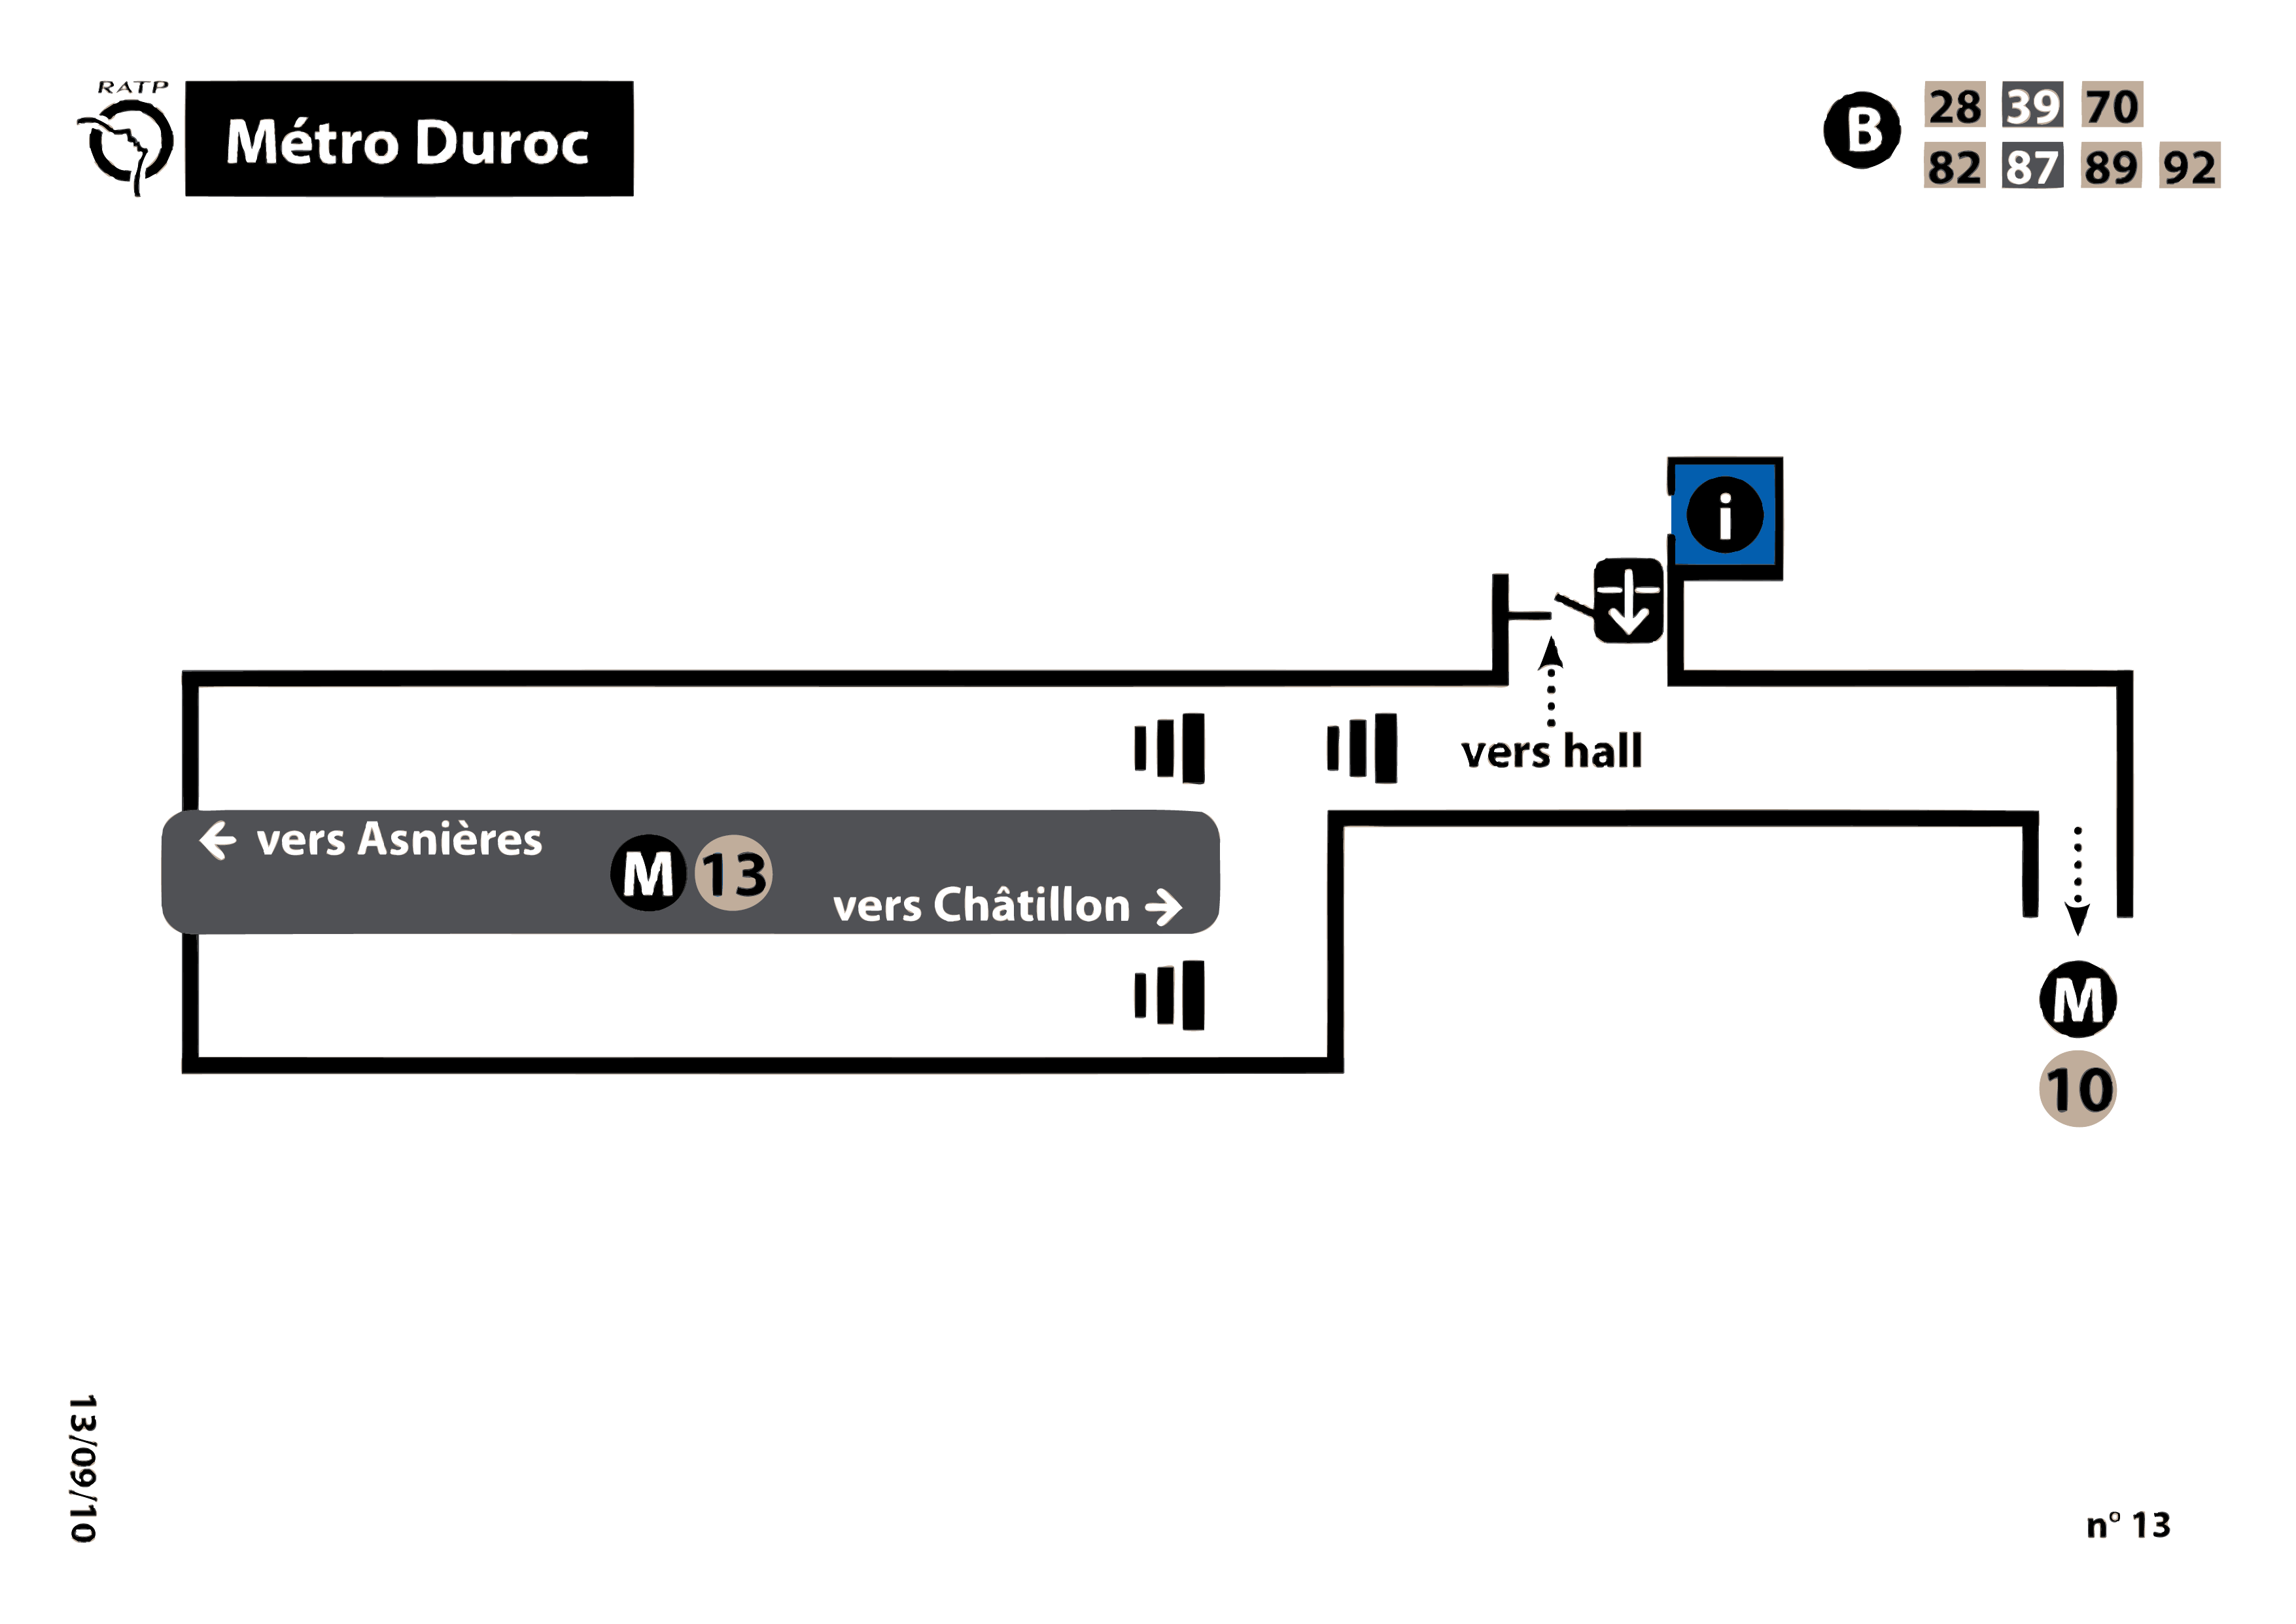 RATP
Métro Duroc
B
28 39 70
82 87 89 92
i
vers hall
← vers Asnières
M 13
vers Châtillon →
M
10
13/09/10
n° 13